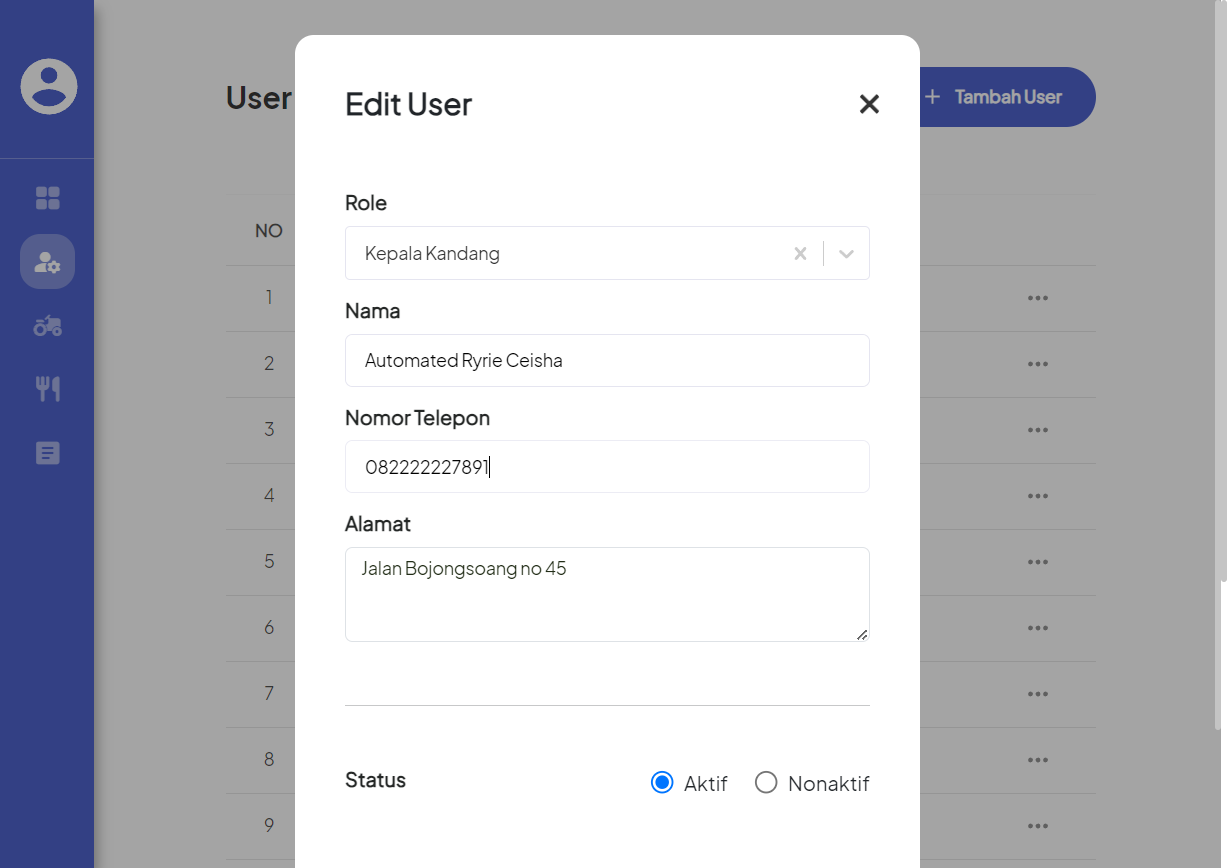 User
Edit User
+ Tambah User
Role
NO
Kepala Kandang
1
Nama
2
Automated Ryrie Ceisha
Nomor Telepon
3
082222227891
4
Alamat
5
Jalan Bojongsoang no 45
6
7
8
Status
Aktif
Nonaktif
9